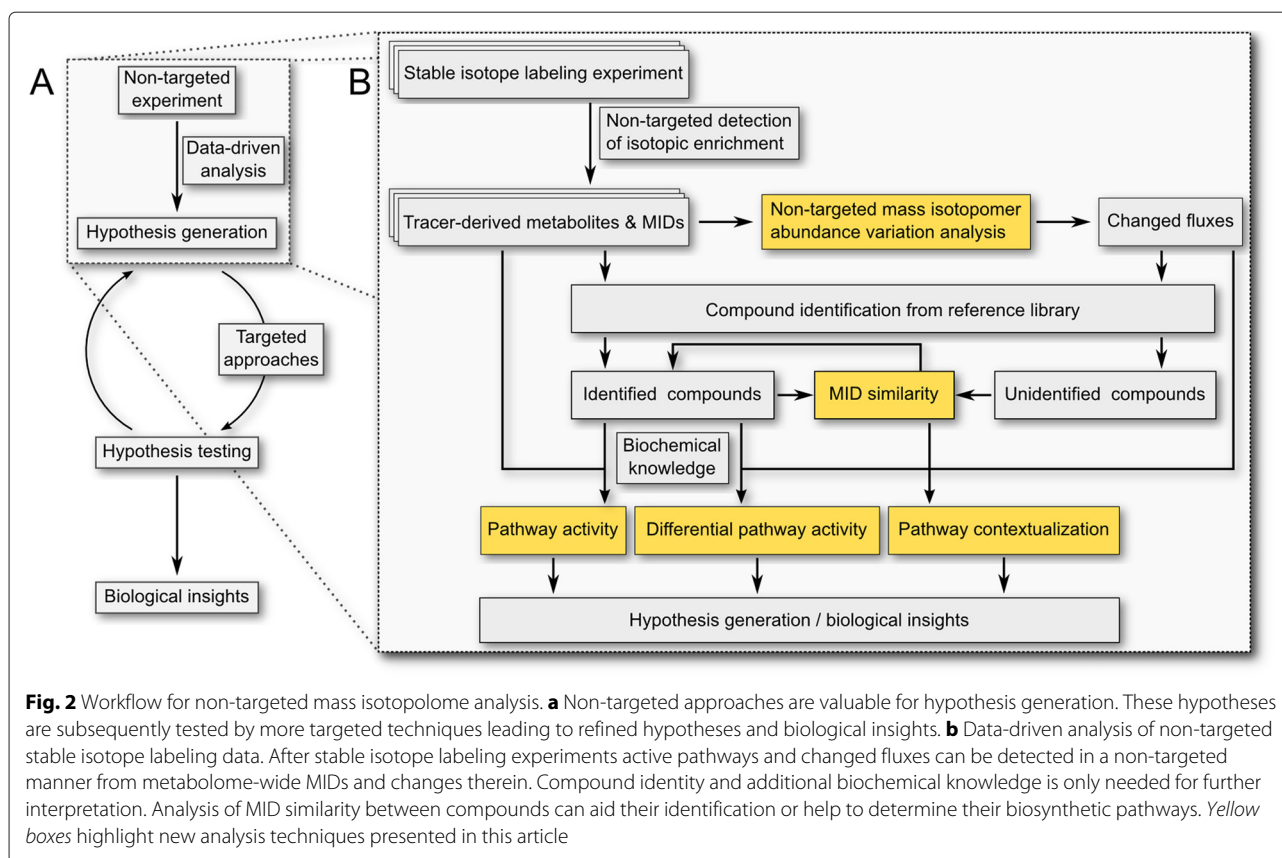 A
Non-targeted
experiment
Data-driven
analysis
Hypothesis generation
Targeted
approaches
Hypothesis testing
Biological insights
B
Stable isotope labeling experiment
Non-targeted detection
of isotopic enrichment
Tracer-derived metabolites & MIDs
Non-targeted mass isotopomer
abundance variation analysis
Changed fluxes
Compound identification from reference library
Identified compounds
MID similarity
Unidentified compounds
Biochemical
knowledge
Pathway activity
Differential pathway activity
Pathway contextualization
Hypothesis generation / biological insights
Fig. 2 Workflow for non-targeted mass isotopolome analysis. a Non-targeted approaches are valuable for hypothesis generation. These hypotheses
are subsequently tested by more targeted techniques leading to refined hypotheses and biological insights. b Data-driven analysis of non-targeted
stable isotope labeling data. After stable isotope labeling experiments active pathways and changed fluxes can be detected in a non-targeted
manner from metabolome-wide MIDs and changes therein. Compound identity and additional biochemical knowledge is only needed for further
interpretation. Analysis of MID similarity between compounds can aid their identification or help to determine their biosynthetic pathways. Yellow
boxes highlight new analysis techniques presented in this article